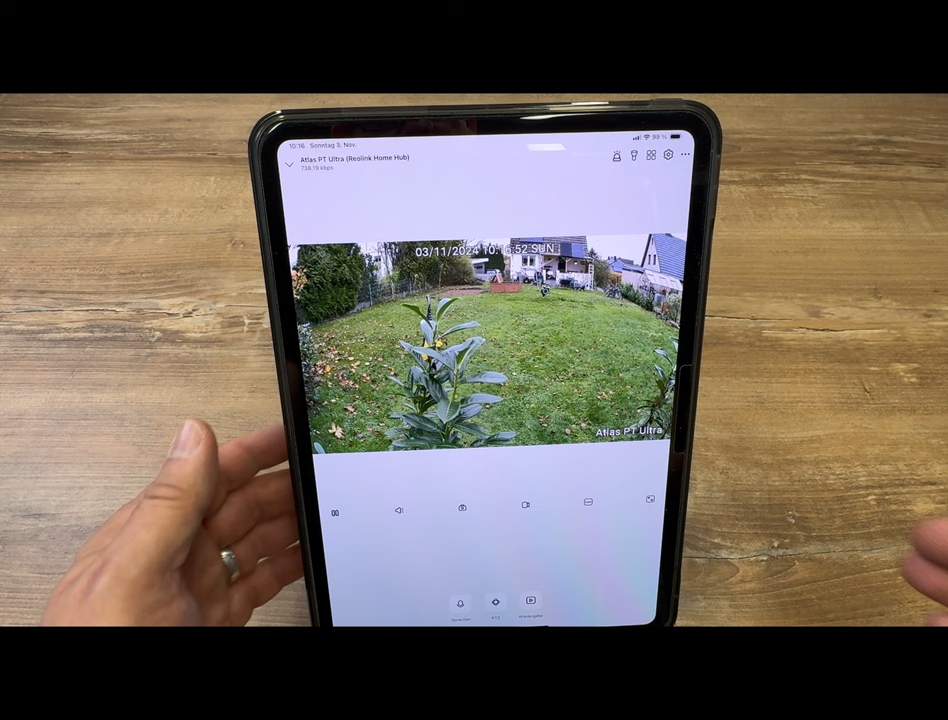 10:16 Sonntag 3. Nov.
99 %
Atlas PT Ultra (Reolink Home Hub)
738.19 kbps
03/11/2024 10:16:52 SUN
Atlas PT Ultra